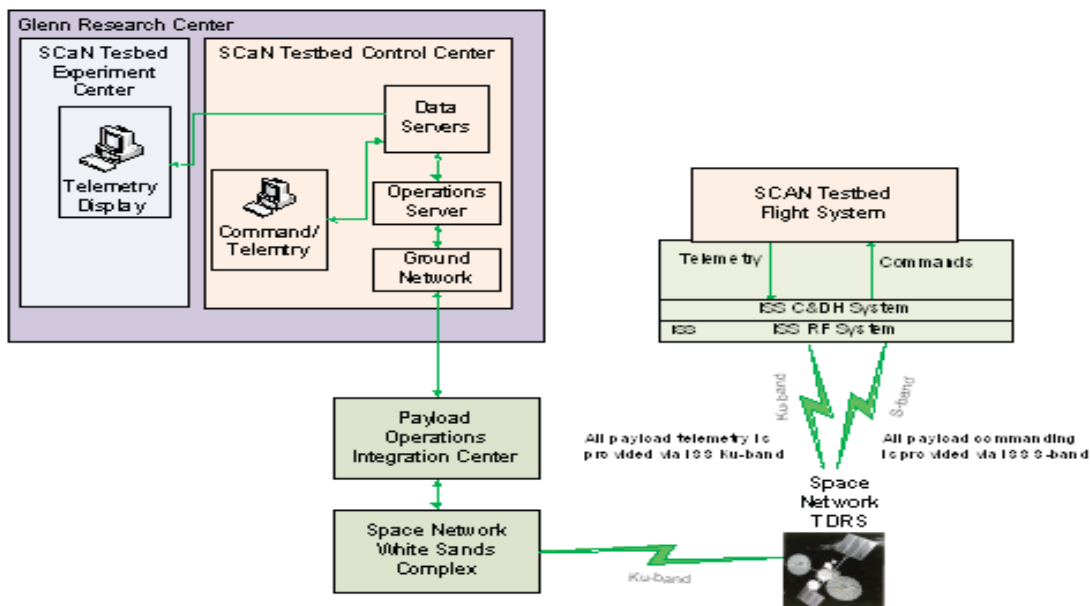 Glenn Research Center
SCaN Tesbed
Experiment
Center
Telemetry
Display
SCaN Testbed Control Center
Data
Servers
Operations
Server
Command/
Telemtry
Ground
Network
SCAN Testbed
Flight System
Telemetry
Commands
ISS C&DH System
ISS
ISS RF System
Ku-band
S-band
All payload telemetry is
provided via ISS Ku-band
All payload commanding
is provided via ISS S-band
Payload
Operations
Integration Center
Space
Network
TDRS
Space Network
White Sands
Complex
Ku-band